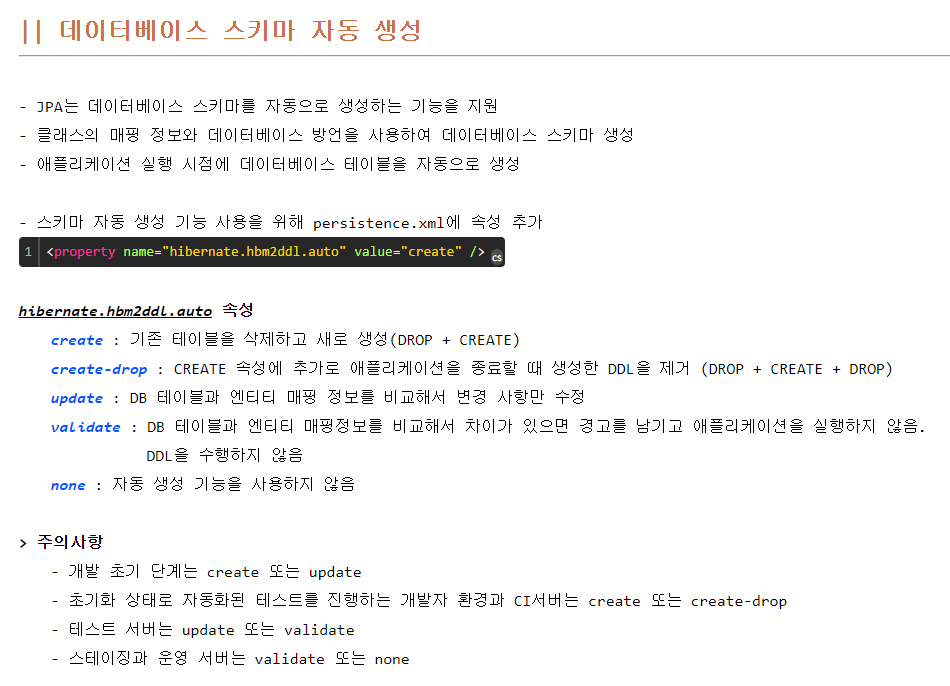 || 데이터베이스 스키마 자동 생성
- JPA는 데이터베이스 스키마를 자동으로 생성하는 기능을 지원
- 클래스의 매핑 정보와 데이터베이스 방언을 사용하여 데이터베이스 스키마 생성
- 애플리케이션 실행 시점에 데이터베이스 테이블을 자동으로 생성
- 스키마 자동 생성 기능 사용을 위해 persistence.xml에 속성 추가
1 <property name="hibernate.hbm2ddl.auto" value="create" /> cs
hibernate.hbm2ddl.auto 속성
create : 기존 테이블을 삭제하고 새로 생성(DROP + CREATE)
create-drop : CREATE 속성에 추가로 애플리케이션을 종료할 때 생성한 DDL을 제거 (DROP + CREATE + DROP)
update : DB 테이블과 엔티티 매핑 정보를 비교해서 변경 사항만 수정
validate : DB 테이블과 엔티티 매핑정보를 비교해서 차이가 있으면 경고를 남기고 애플리케이션을 실행하지 않음.
DDL을 수행하지 않음
none : 자동 생성 기능을 사용하지 않음
> 주의사항
- 개발 초기 단계는 create 또는 update
- 초기화 상태로 자동화된 테스트를 진행하는 개발자 환경과 CI서버는 create 또는 create-drop
- 테스트 서버는 update 또는 validate
- 스테이징과 운영 서버는 validate 또는 none